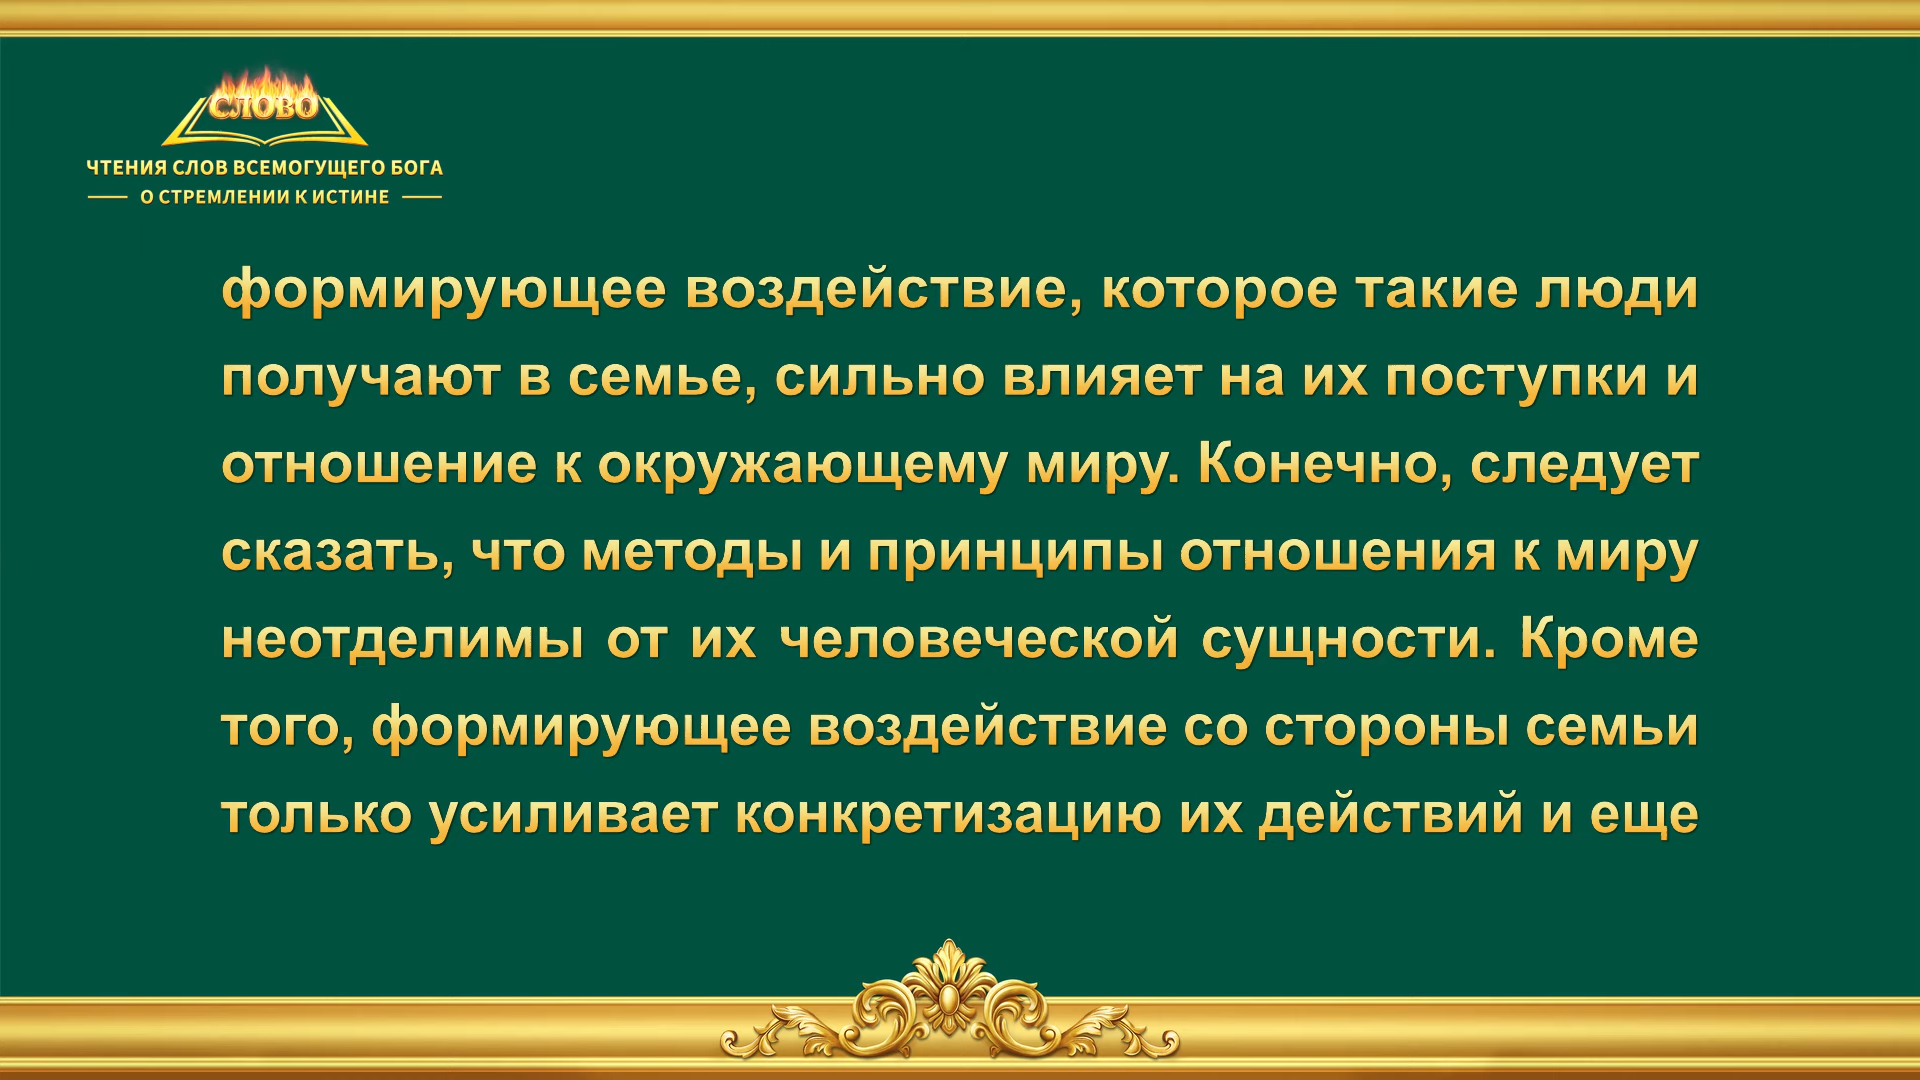 СЛОВО
ЧТЕНИЯ СЛОВ ВСЕМОГУЩЕГО БОГА
О СТРЕМЛЕНИИ К ИСТИНЕ
формирующее воздействие, которое такие люди
получают в семье, сильно влияет на их поступки и
отношение к окружающему миру. Конечно, следует
сказать, что методы и принципы отношения к миру
неотделимы от их человеческой сущности. Кроме
того, формирующее воздействие со стороны семьи
только усиливает конкретизацию их действий и еще